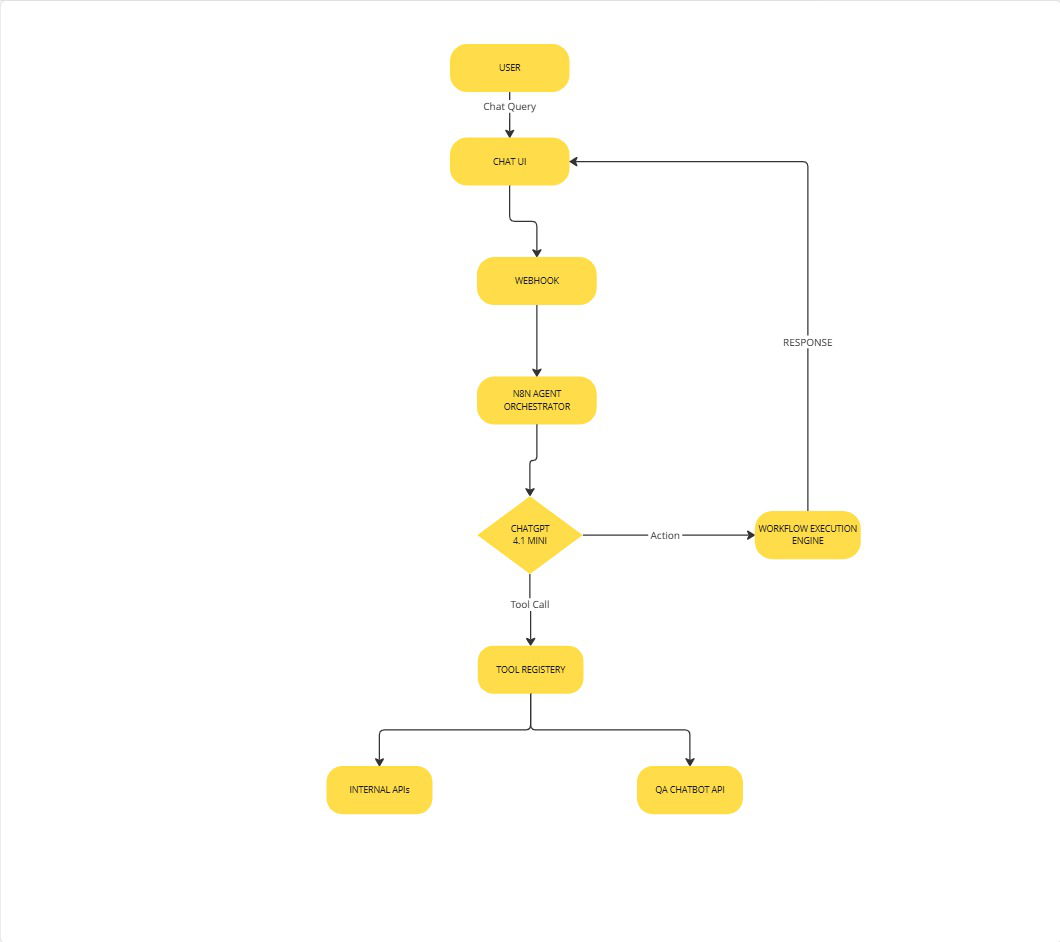 USER
Chat Query
CHAT UI
WEBHOOK
RESPONSE
N8N AGENT
ORCHESTRATOR
CHATGPT
4.1 MINI
Action
WORKFLOW EXECUTION
ENGINE
Tool Call
TOOL REGISTERY
INTERNAL APIs
QA CHATBOT API